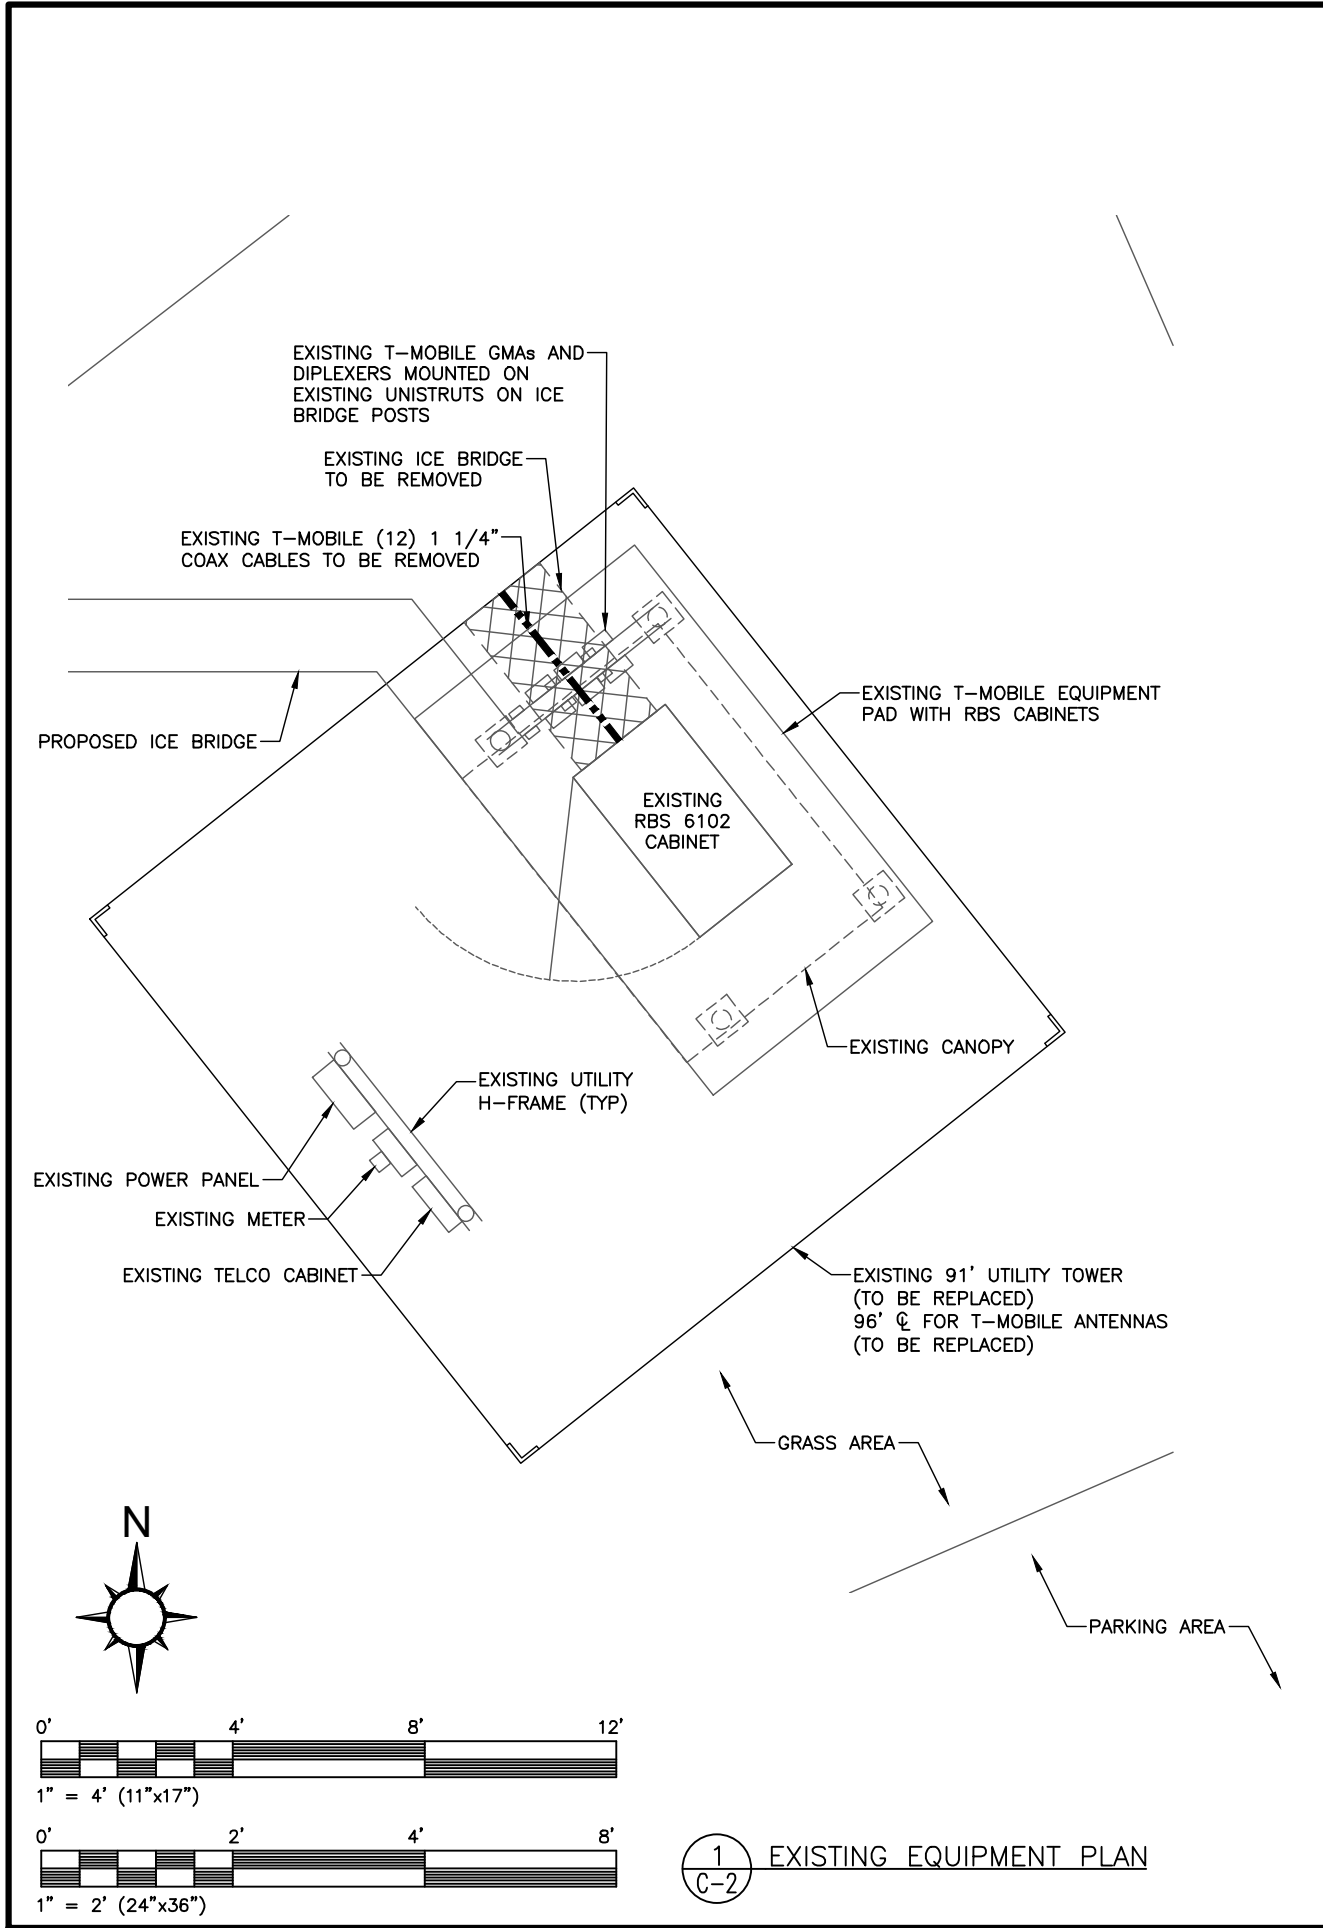 EXISTING T-MOBILE GMAs AND
DIPLEXERS MOUNTED ON
EXISTING UNISTRUTS ON ICE
BRIDGE POSTS
EXISTING ICE BRIDGE
TO BE REMOVED
EXISTING T-MOBILE (12) 1 1/4"
COAX CABLES TO BE REMOVED
EXISTING T-MOBILE EQUIPMENT
PAD WITH RBS CABINETS
PROPOSED ICE BRIDGE
EXISTING
RBS 6102
CABINET
EXISTING CANOPY
EXISTING UTILITY
H-FRAME (TYP)
EXISTING POWER PANEL
EXISTING METER
EXISTING TELCO CABINET
EXISTING 91' UTILITY TOWER
(TO BE REPLACED)
96' ℄ FOR T-MOBILE ANTENNAS
(TO BE REPLACED)
GRASS AREA
PARKING AREA
N
0' 4' 8' 12'
1" = 4' (11"x17")
0' 2' 4' 8'
1" = 2' (24"x36")
1
C-2
EXISTING EQUIPMENT PLAN